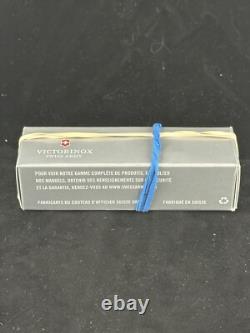 VICTORINOX
SWISS ARMY
POUR VOIR NOTRE GAMME COMPLÈTE DE PRODUITS,
DES MANUELS, OBTENIR DES RENSEIGNEMENTS SUR
ET LA GARANTIE, RENDEZ-VOUS AU
FABRICANTS DU COUTEAU D'OFFICIER SUISSE
FABRIQUÉ EN SUISSE